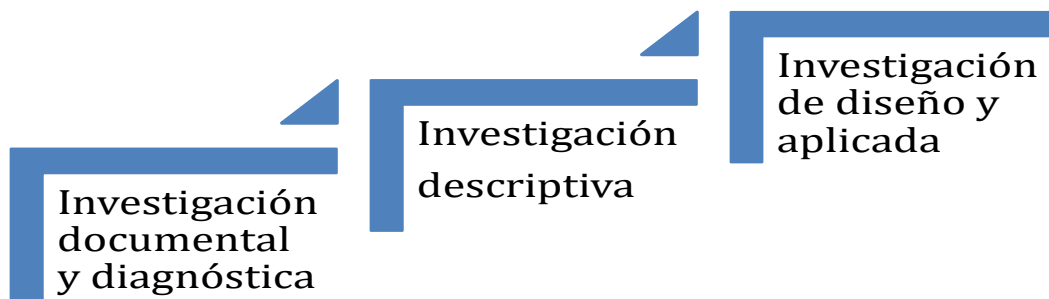 Investigación
documental
y diagnóstica
Investigación
descriptiva
Investigación
de diseño y
aplicada